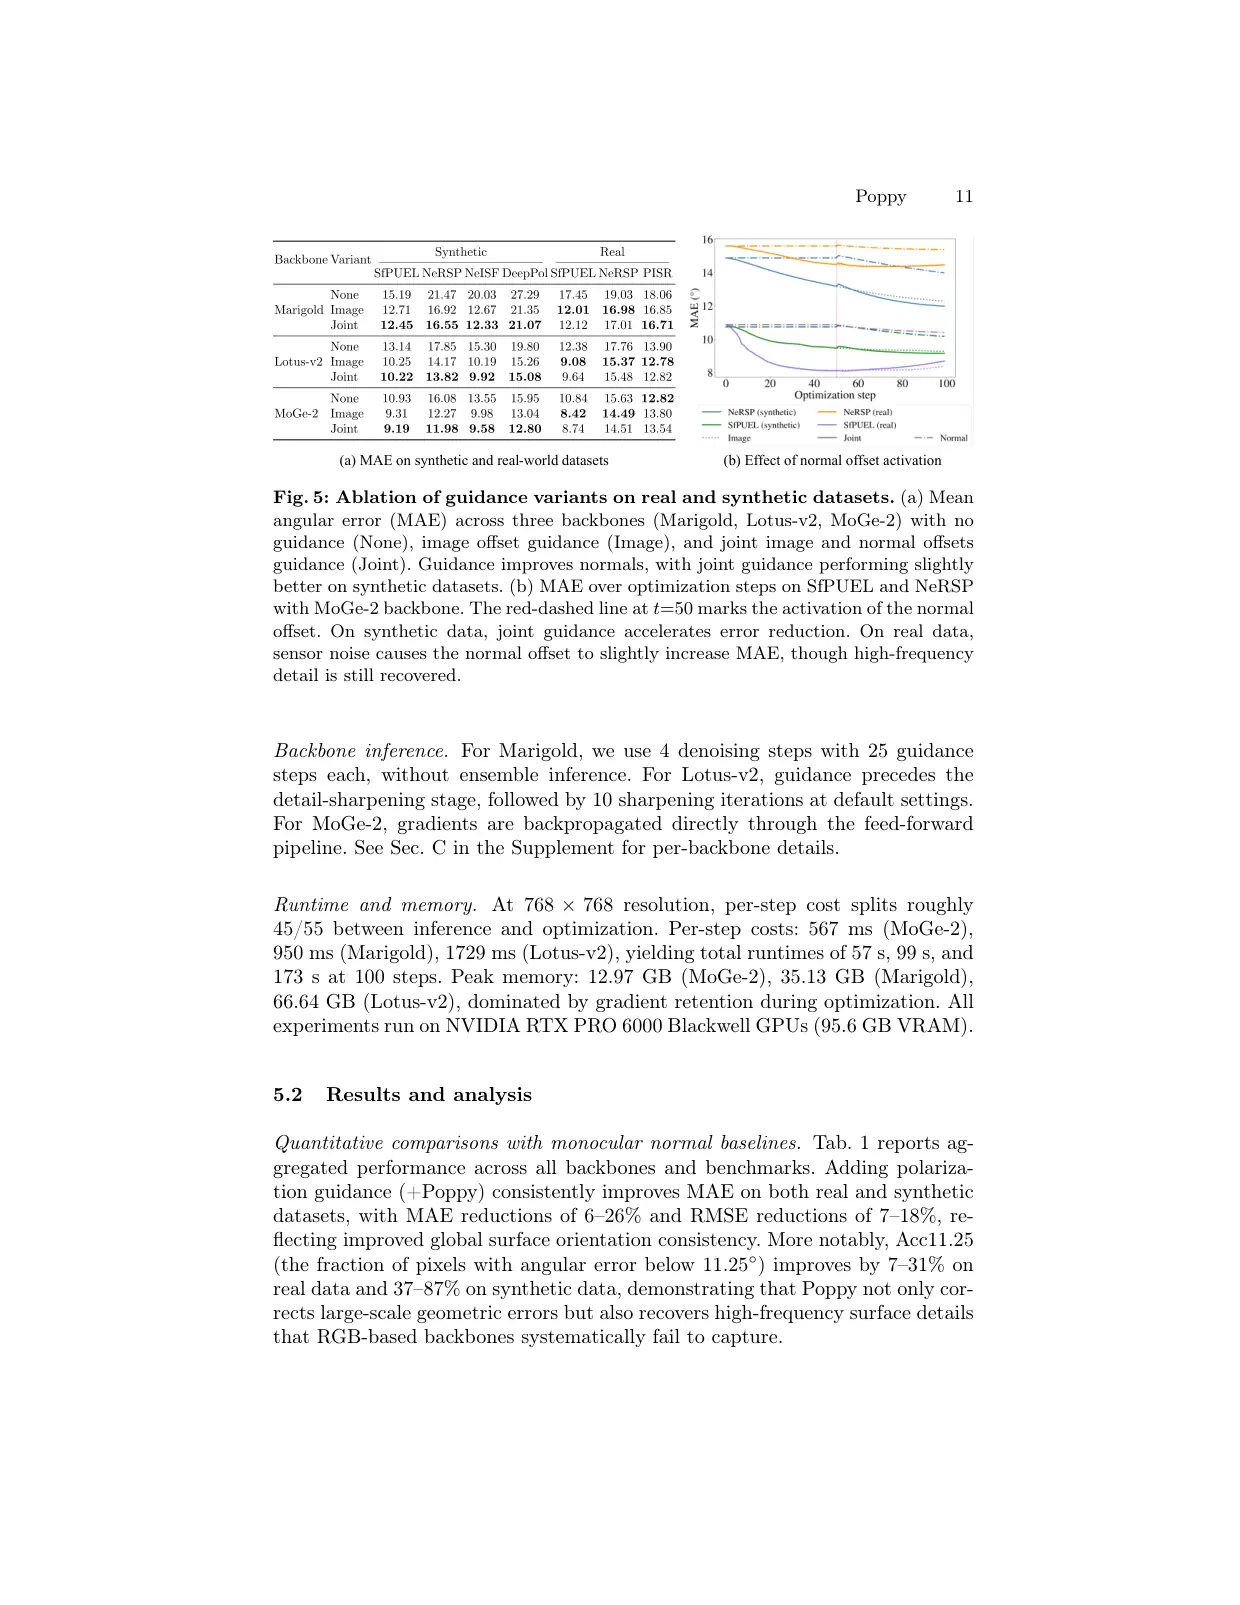 Poppy 11
Backbone Variant Synthetic Real
SfPUEL NeRSP NeISF DeepPol SfPUEL NeRSP PISR
None 15.19 21.47 20.03 27.29 17.45 19.03 18.06
Marigold Image 12.71 16.92 12.67 21.35 12.01 16.98 16.85
Joint 12.45 16.55 12.33 21.07 12.12 17.01 16.71
None 13.14 17.85 15.30 19.80 12.38 17.76 13.90
Lotus-v2 Image 10.25 14.17 10.19 15.26 9.08 15.37 12.78
Joint 10.22 13.82 9.92 15.08 9.64 15.48 12.82
None 10.93 16.08 13.55 15.95 10.84 15.63 12.82
MoGe-2 Image 9.31 12.27 9.98 13.04 8.42 14.49 13.80
Joint 9.19 11.98 9.58 12.80 8.74 14.51 13.54
(a) MAE on synthetic and real-world datasets
16
14
12
10
8
MAE (°)
0 20 40 60 80 100
Optimization step
NeRSP (synthetic) NeRSP (real)
SfPUEL (synthetic) SfPUEL (real)
Image Joint Normal
(b) Effect of normal offset activation
Fig. 5: Ablation of guidance variants on real and synthetic datasets. (a) Mean
angular error (MAE) across three backbones (Marigold, Lotus-v2, MoGe-2) with no
guidance (None), image offset guidance (Image), and joint image and normal offsets
guidance (Joint). Guidance improves normals, with joint guidance performing slightly
better on synthetic datasets. (b) MAE over optimization steps on SfPUEL and NeRSP
with MoGe-2 backbone. The red-dashed line at t=50 marks the activation of the normal
offset. On synthetic data, joint guidance accelerates error reduction. On real data,
sensor noise causes the normal offset to slightly increase MAE, though high-frequency
detail is still recovered.
Backbone inference. For Marigold, we use 4 denoising steps with 25 guidance
steps each, without ensemble inference. For Lotus-v2, guidance precedes the
detail-sharpening stage, followed by 10 sharpening iterations at default settings.
For MoGe-2, gradients are backpropagated directly through the feed-forward
pipeline. See Sec. C in the Supplement for per-backbone details.
Runtime and memory. At 768 × 768 resolution, per-step cost splits roughly
45/55 between inference and optimization. Per-step costs: 567 ms (MoGe-2),
950 ms (Marigold), 1729 ms (Lotus-v2), yielding total runtimes of 57 s, 99 s, and
173 s at 100 steps. Peak memory: 12.97 GB (MoGe-2), 35.13 GB (Marigold),
66.64 GB (Lotus-v2), dominated by gradient retention during optimization. All
experiments run on NVIDIA RTX PRO 6000 Blackwell GPUs (95.6 GB VRAM).
5.2 Results and analysis
Quantitative comparisons with monocular normal baselines. Tab. 1 reports ag-
gregated performance across all backbones and benchmarks. Adding polariza-
tion guidance (+Poppy) consistently improves MAE on both real and synthetic
datasets, with MAE reductions of 6–26% and RMSE reductions of 7–18%, re-
flecting improved global surface orientation consistency. More notably, Acc11.25
(the fraction of pixels with angular error below 11.25°) improves by 7–31% on
real data and 37–87% on synthetic data, demonstrating that Poppy not only cor-
rects large-scale geometric errors but also recovers high-frequency surface details
that RGB-based backbones systematically fail to capture.